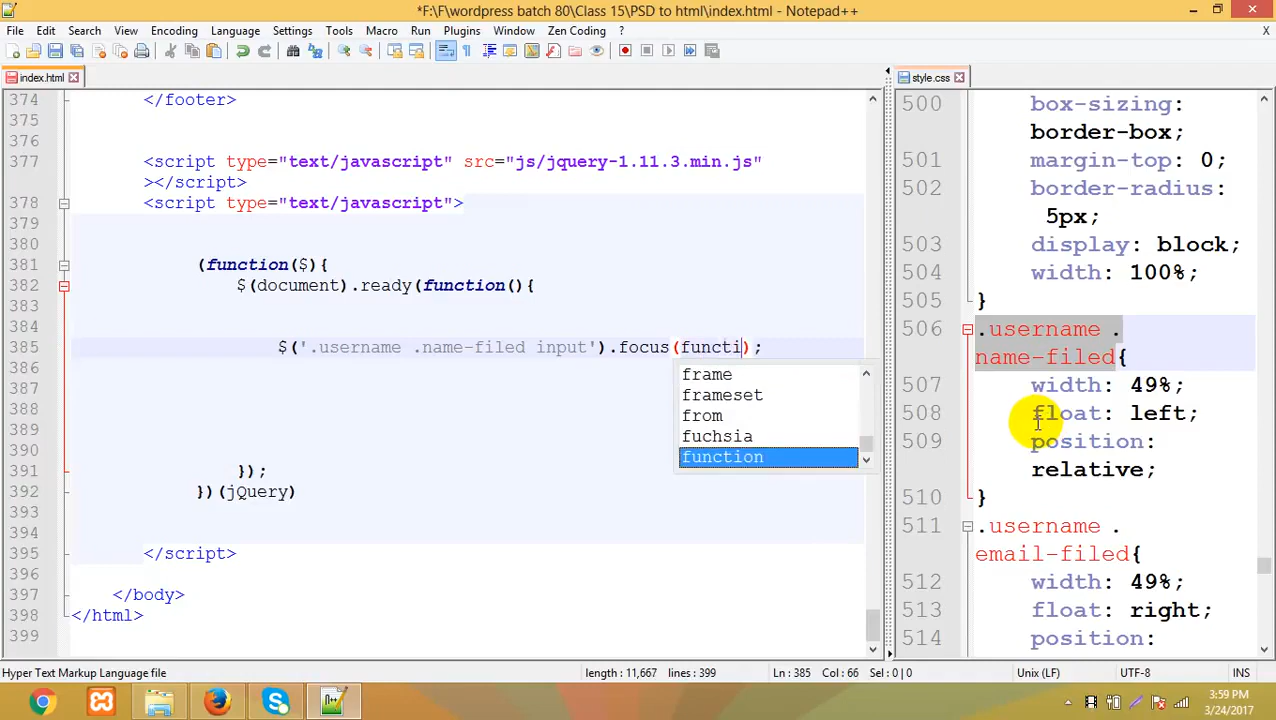 *F:\F\wordpress batch 80\Class 15\PSD to html\index.html - Notepad++
File Edit Search View Encoding Language Settings Tools Macro Run Plugins Window Zen Coding ? X
index.html
374 </footer>
375
376
377 <script type="text/javascript" src="js/jquery-1.11.3.min.js"
></script>
378 <script type="text/javascript">
379
380
381 (function($){
382 $(document).ready(function(){
383
384
385 $('.username .name-filed input').focus(functi);
386
387
388
389
390
391 });
392 })(jQuery)
393
394
395 </script>
396
397 </body>
398 </html>
399
frame
frameset
from
fuchsia
function
style.css
500 box-sizing:
border-box;
501 margin-top: 0;
502 border-radius:
5px;
503 display: block;
504 width: 100%;
505 }
506 .username .
name-filed{
507 width: 49%;
508 float: left;
509 position:
relative;
510 }
511 .username .
email-filed{
512 width: 49%;
513 float: right;
514 position:
Hyper Text Markup Language file length : 11,667 lines : 399 Ln : 385 Col : 66 Sel : 0 | 0 Unix (LF) UTF-8 INS
3:59 PM
3/24/2017